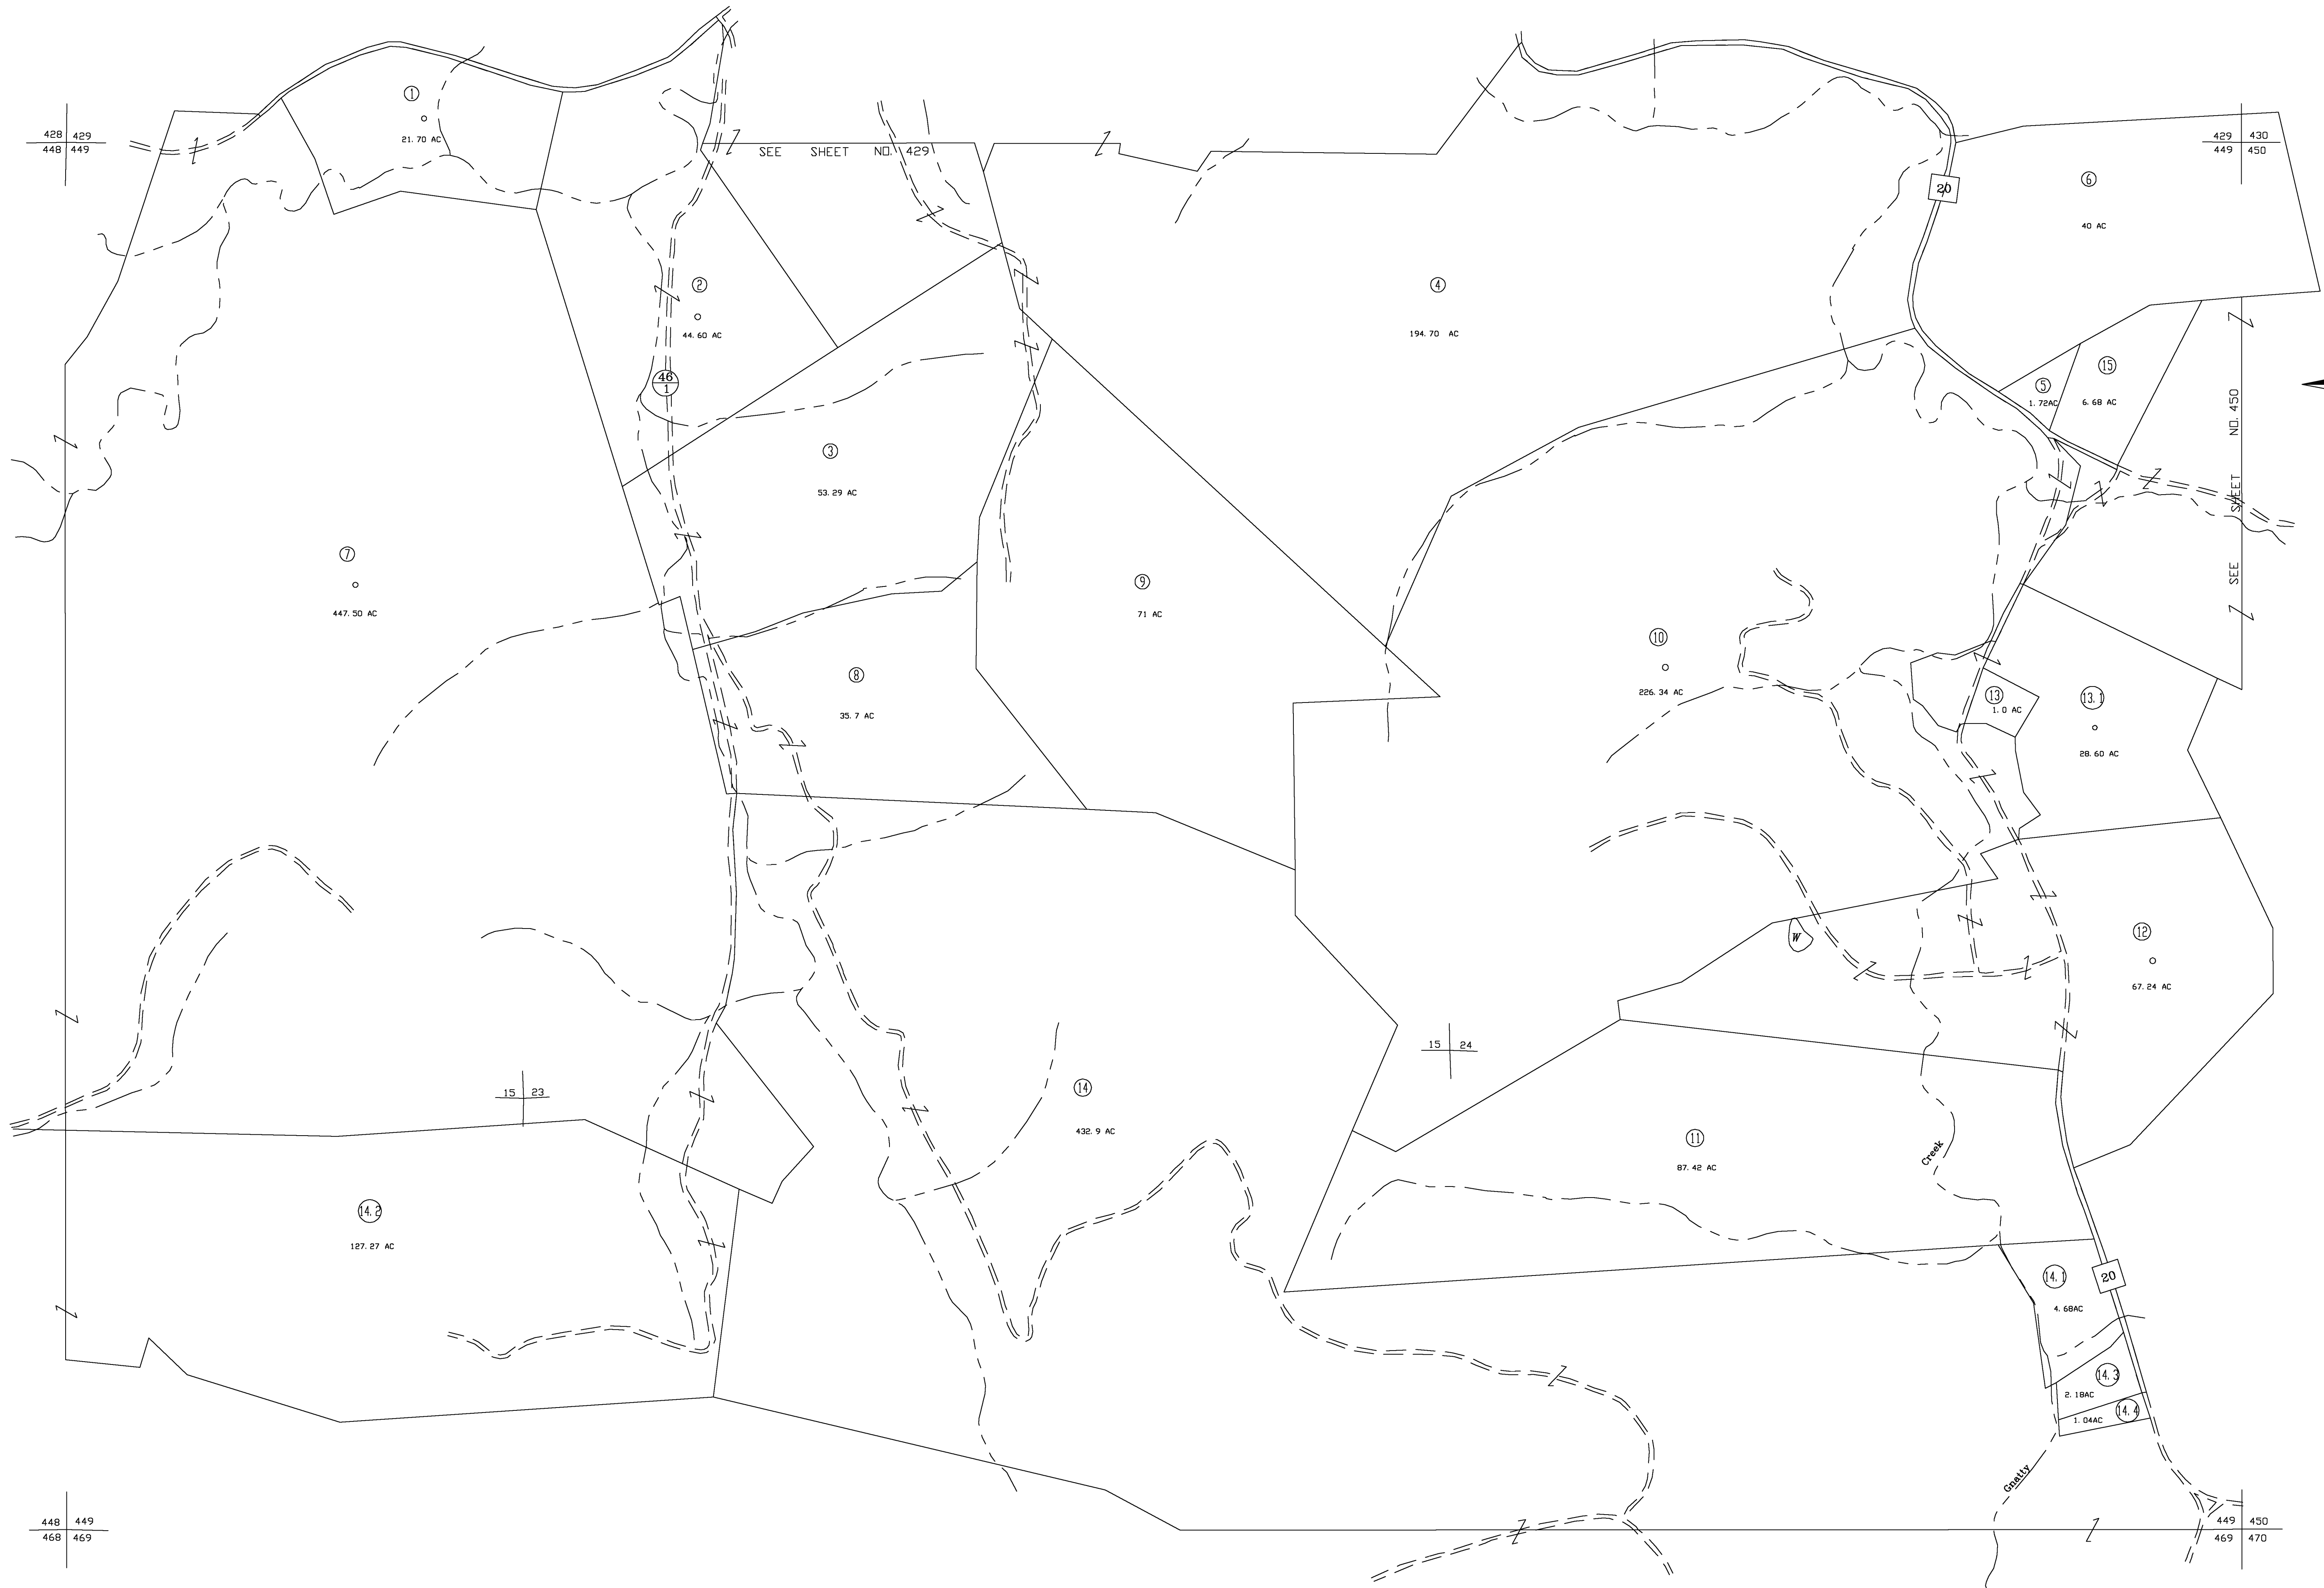 428 429
448 449
1
21. 70 AC
SEE SHEET NO. 429
429 430
449 450
20
6
40 AC
2
44. 60 AC
4
194. 70 AC
46
1
5
1. 72AC
15
6. 68 AC
SEE SHEET NO. 450
3
53. 29 AC
7
447. 50 AC
9
71 AC
10
226. 34 AC
8
35. 7 AC
13
1. 0 AC
13. 1
28. 60 AC
W
12
67. 24 AC
15 24
15 23
14
432. 9 AC
11
87. 42 AC
Creek
14. 2
127. 27 AC
14. 1
4. 68AC
20
14. 3
2. 18AC
14. 4
1. 04AC
Gnatty
448 449
468 469
449 450
469 470